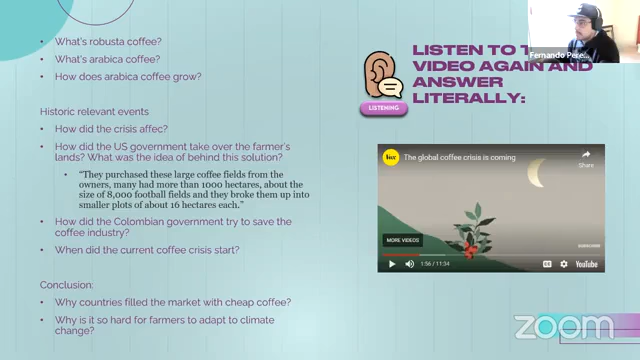 • What's robusta coffee?
• What's arabica coffee?
• How does arabica coffee grow?
Historic relevant events
• How did the crisis affec?
• How did the US government take over the farmer's
lands? What was the idea of behind this solution?
• "They purchased these large coffee fields from the
owners, many had more than 1000 hectares, about the
size of 8,000 football fields and they broke them up into
smaller plots of about 16 hectares each."
• How did the Colombian government try to save the
coffee industry?
• When did the current coffee crisis start?
Conclusion:
• Why countries filled the market with cheap coffee?
• Why is it so hard for farmers to adapt to climate
change?
LISTENING
LISTEN TO T
VIDEO AGAIN AND
ANSWER
LITERALLY:
Fernando Pere
Vox
The global coffee crisis is coming
Share
MORE VIDEOS
SUBSCRIBE
1:56 / 11:34
CC
YouTube
zoom